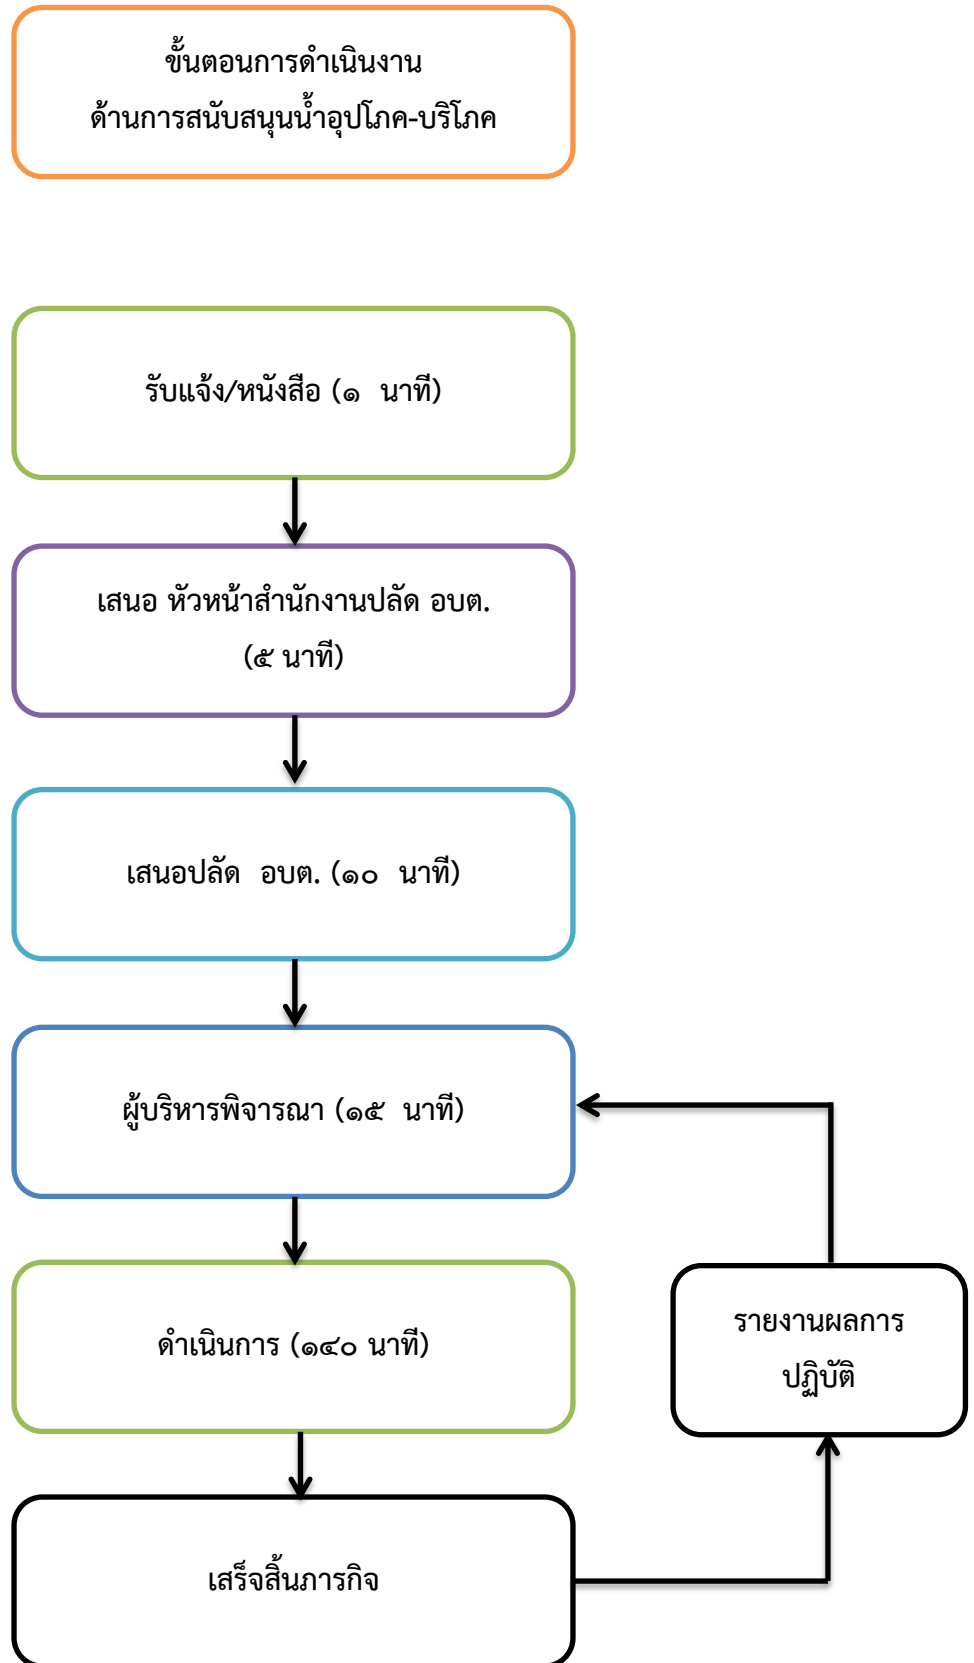 ขั้นตอนการดำเนินงาน
ด้านการสนับสนุนน้ำอุปโภค-บริโภค
รับแจ้ง/หนังสือ (๑ นาที)
เสนอ หัวหน้าสำนักงานปลัด อบต.
(๕ นาที)
เสนอปลัด อบต. (๑๐ นาที)
ผู้บริหารพิจารณา (๑๕ นาที)
ดำเนินการ (๑๔๐ นาที)
รายงานผลการ
ปฏิบัติ
เสร็จสิ้นภารกิจ